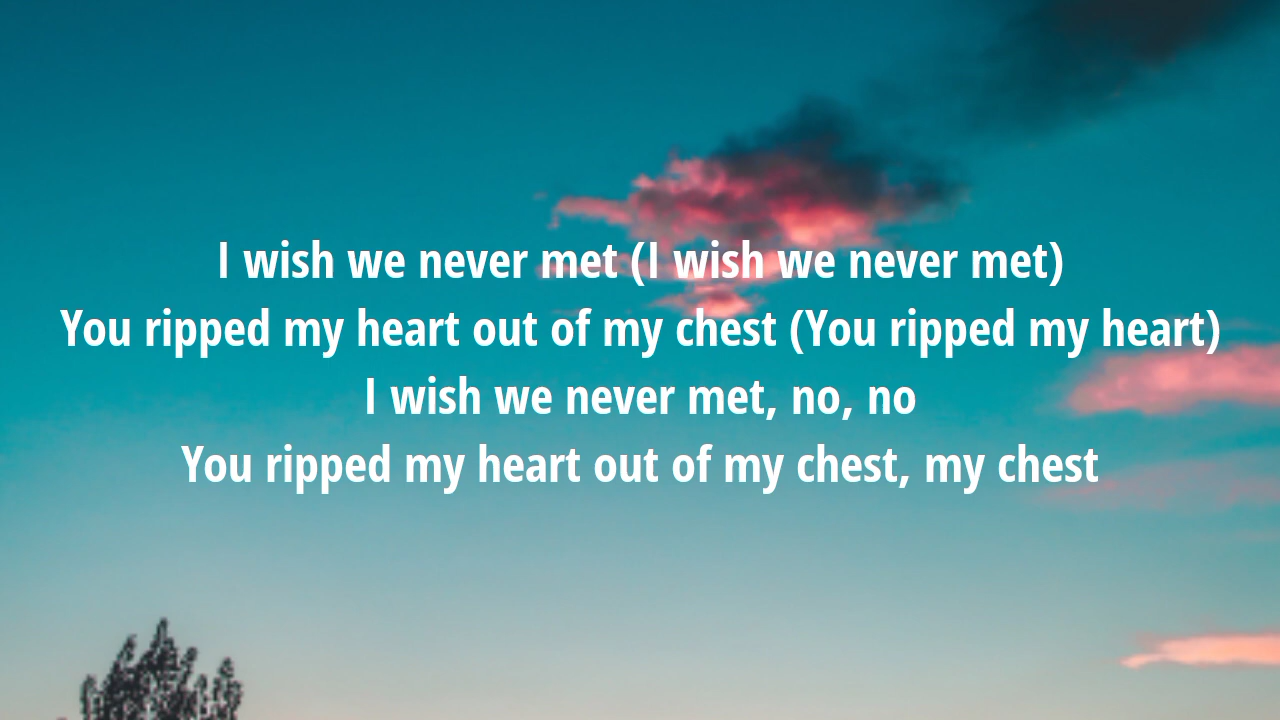 I wish we never met (I wish we never met)
You ripped my heart out of my chest (You ripped my heart)
I wish we never met, no, no
You ripped my heart out of my chest, my chest